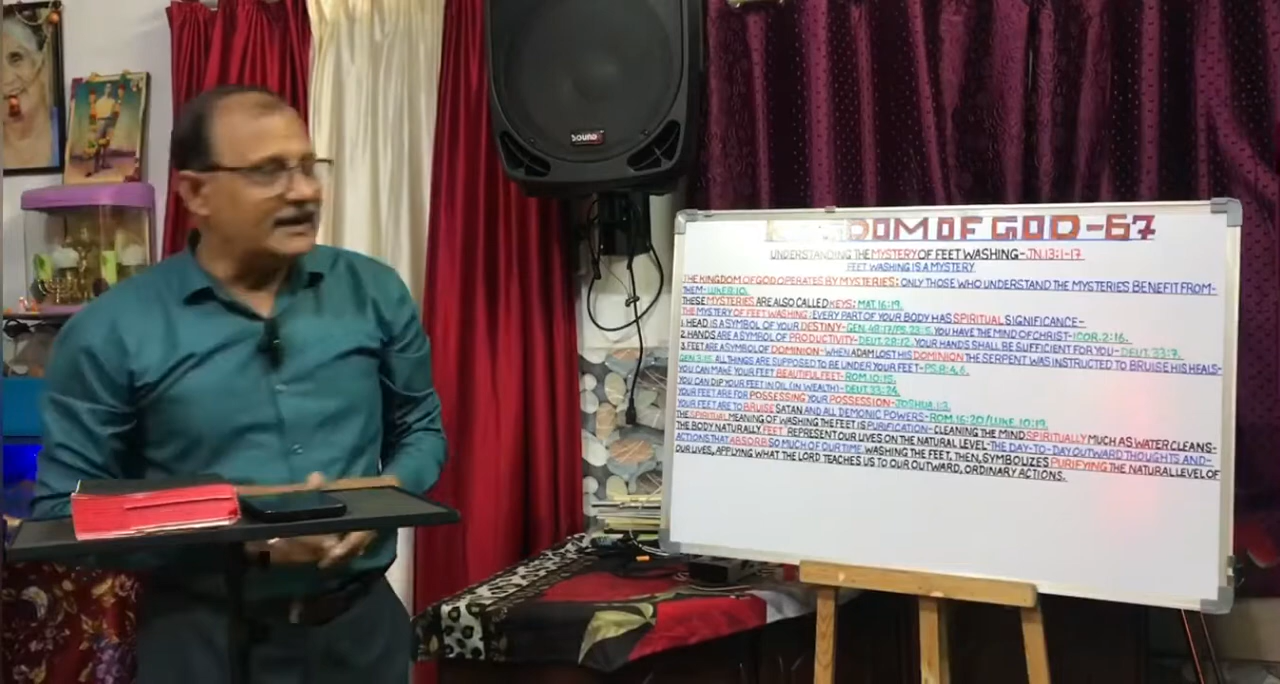 SOUND
KINGDOM OF GOD-67
UNDERSTANDING THE MYSTERY OF FEET WASHING-JN.13:1-17
FEET WASHING IS A MYSTERY
THE KINGDOM OF GOD OPERATES BY MYSTERIES: ONLY THOSE WHO UNDERSTAND THE MYSTERIES BENEFIT FROM-
THEM-LUKE 8:10.
THESE MYSTERIES ARE ALSO CALLED KEYS: MAT.16:19.
THE MYSTERY OF FEET WASHING: EVERY PART OF YOUR BODY HAS SPIRITUAL SIGNIFICANCE-
1. HEAD IS A SYMBOL OF YOUR DESTINY-GEN.48:17/PS.23:5. YOU HAVE THE MIND OF CHRIST-1COR.2:16.
2. HANDS ARE A SYMBOL OF PRODUCTIVITY-DEUT.28:12. YOUR HANDS SHALL BE SUFFICIENT FOR YOU-DEUT.33:7.
3. FEET ARE A SYMBOL OF DOMINION-WHEN ADAM LOST HIS DOMINION THE SERPENT WAS INSTRUCTED TO BRUISE HIS HEALS-
GEN.3:15. ALL THINGS ARE SUPPOSED TO BE UNDER YOUR FEET-PS.8:4,6.
YOU CAN MAKE YOUR FEET BEAUTIFUL FEET-ROM.10:15.
YOU CAN DIP YOUR FEET IN OIL (IN WEALTH)-DEUT.33:24.
YOUR FEET ARE FOR POSSESSING YOUR POSSESSION-JOSHUA.1:3.
YOUR FEET ARE TO BRUISE SATAN AND ALL DEMONIC POWERS-ROM.16:20/LUKE.10:19.
THE SPIRITUAL MEANING OF WASHING THE FEET IS PURIFICATION-CLEANING THE MIND SPIRITUALLY MUCH AS WATER CLEANS-
THE BODY NATURALLY. FEET REPRESENT OUR LIVES ON THE NATURAL LEVEL-THE DAY-TO-DAY OUTWARD THOUGHTS AND-
ACTIONS THAT ABSORB SO MUCH OF OUR TIME. WASHING THE FEET, THEN, SYMBOLIZES PURIFYING THE NATURAL LEVEL OF
OUR LIVES, APPLYING WHAT THE LORD TEACHES US TO OUR OUTWARD, ORDINARY ACTIONS.